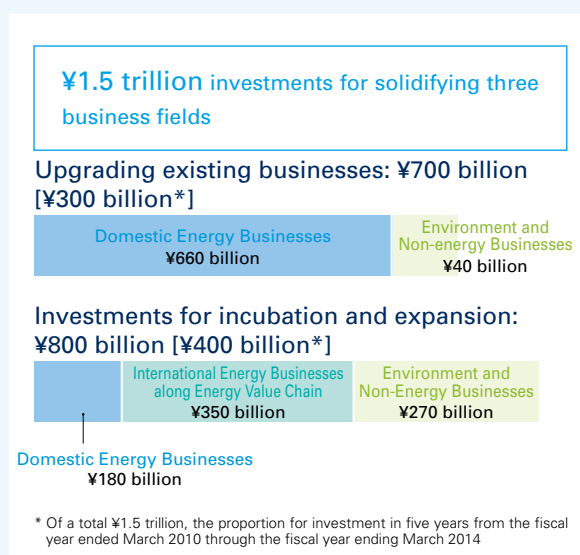 ¥1.5 trillion investments for solidifying three
business fields
Upgrading existing businesses: ¥700 billion
[¥300 billion*]
Domestic Energy Businesses
¥660 billion
Environment and
Non-energy Businesses
¥40 billion
Investments for incubation and expansion:
¥800 billion [¥400 billion*]
International Energy Businesses
along Energy Value Chain
¥350 billion
Environment and
Non-Energy Businesses
¥270 billion
Domestic Energy Businesses
¥180 billion
* Of a total ¥1.5 trillion, the proportion for investment in five years from the fiscal
year ended March 2010 through the fiscal year ending March 2014